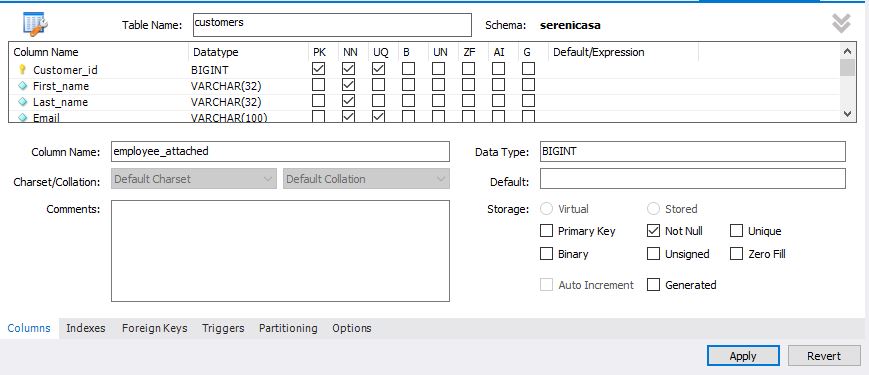 Table Name: customers Schema: serenicasa
Column Name Datatype PK NN UQ B UN ZF AI G Default/Expression
Customer_id BIGINT
First_name VARCHAR(32)
Last_name VARCHAR(32)
Email VARCHAR(100)
Column Name: employee_attached Data Type: BIGINT
Charset/Collation: Default Charset Default Collation Default:
Comments: Storage: Virtual Stored
Primary Key Not Null Unique
Binary Unsigned Zero Fill
Auto Increment Generated
Columns Indexes Foreign Keys Triggers Partitioning Options
Apply Revert